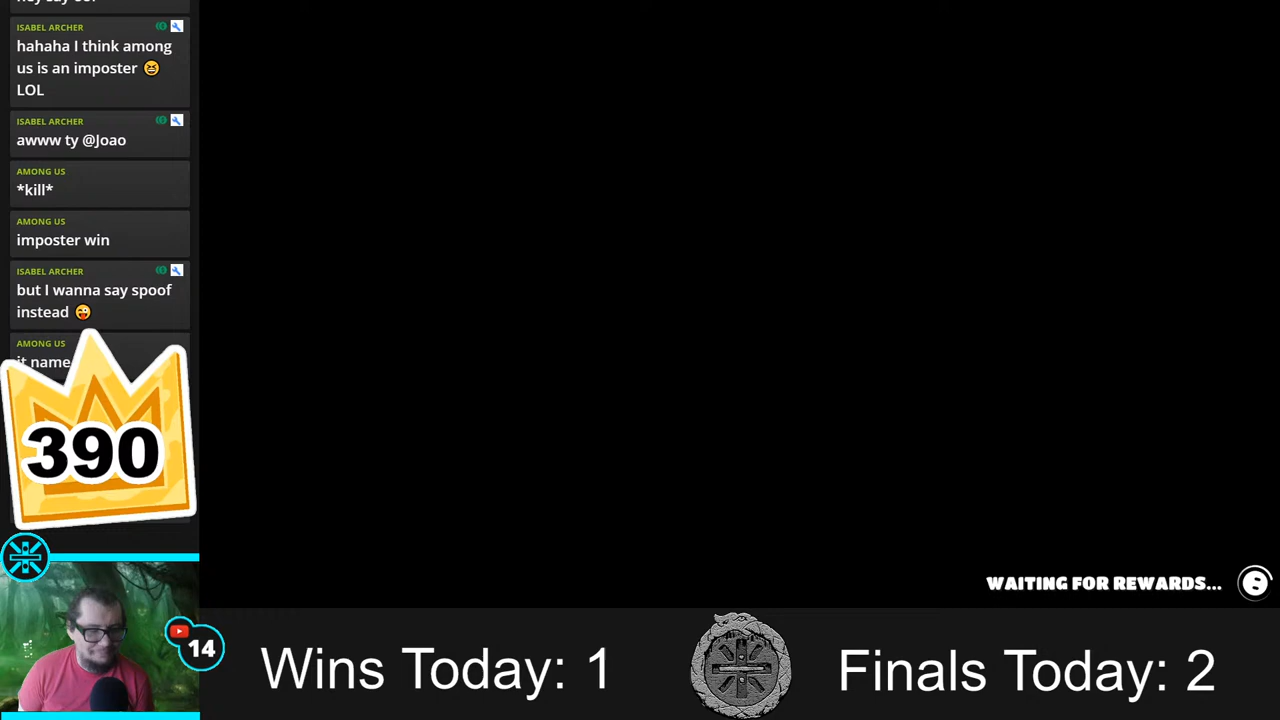 ISABEL ARCHER
hahaha I think among
us is an imposter 😆
LOL
ISABEL ARCHER
awww ty @Joao
AMONG US
*kill*
AMONG US
imposter win
ISABEL ARCHER
but I wanna say spoof
instead 😜
AMONG US
it name
390
WAITING FOR REWARDS...
14
Wins Today: 1
Finals Today: 2